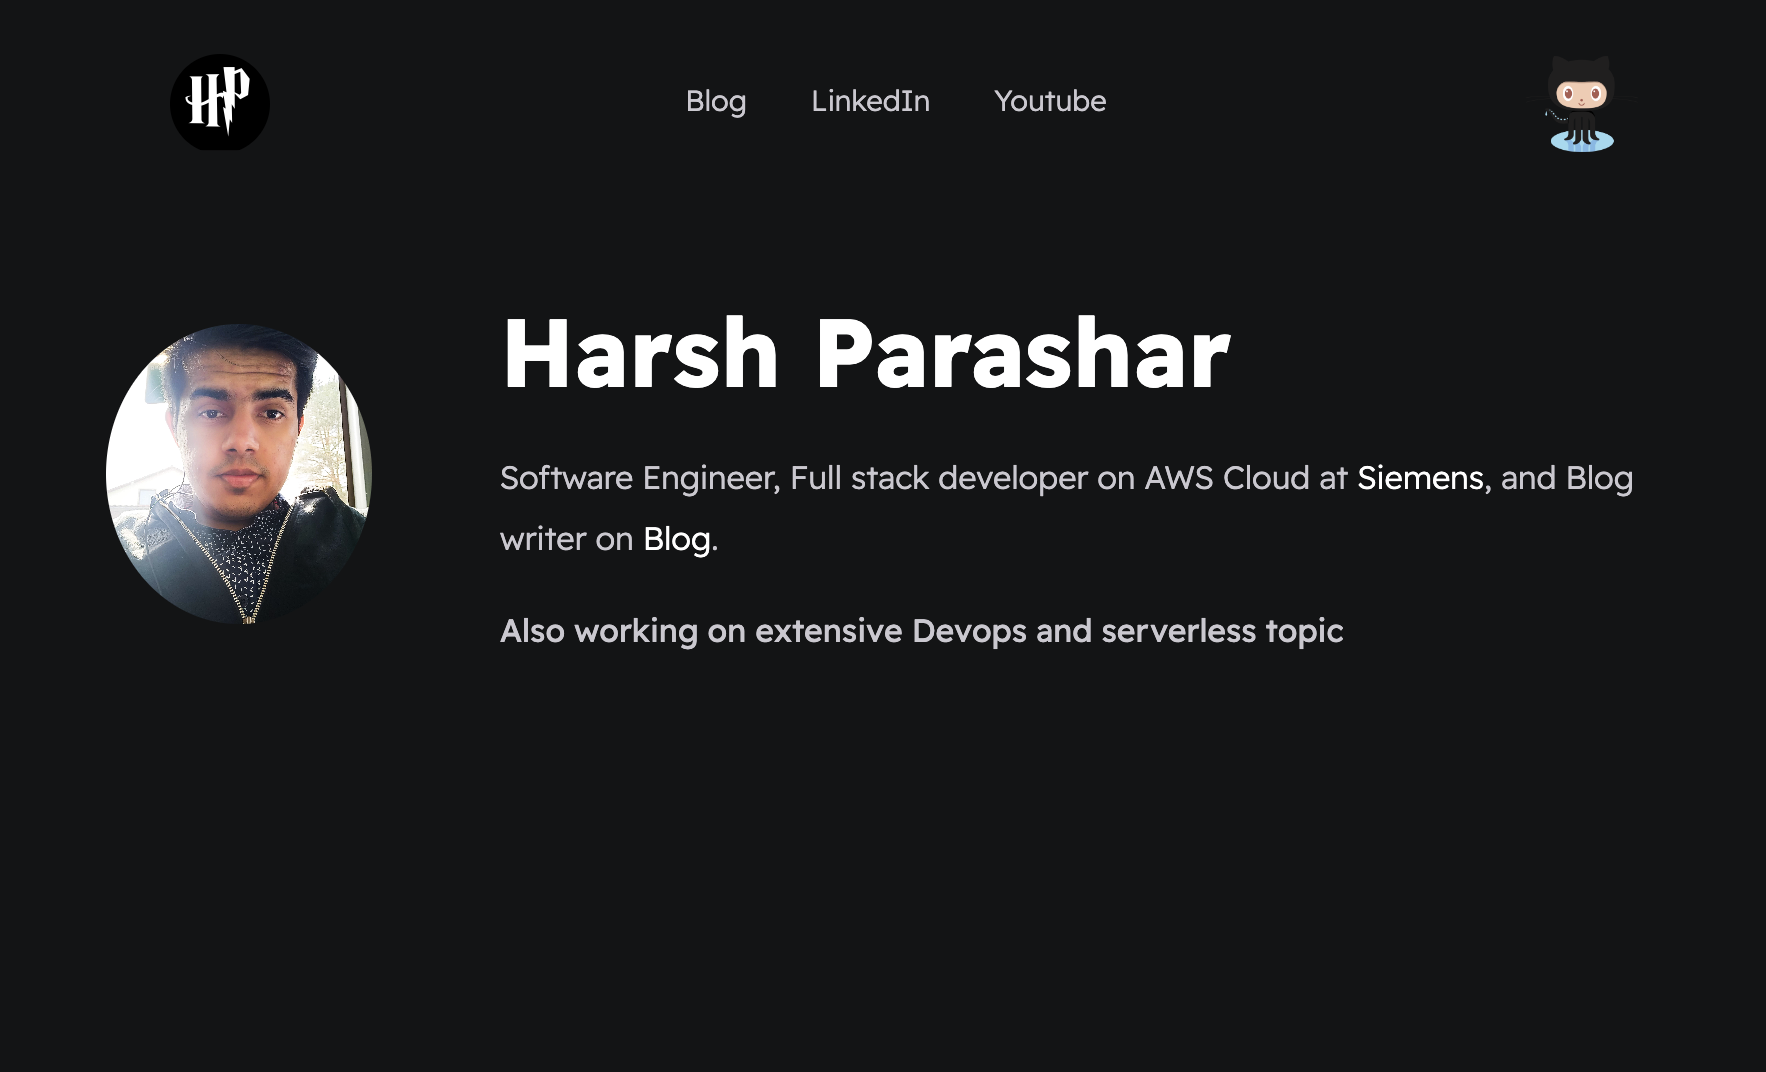 HP
Blog LinkedIn Youtube
Harsh Parashar
Software Engineer, Full stack developer on AWS Cloud at Siemens, and Blog
writer on Blog.
Also working on extensive Devops and serverless topic